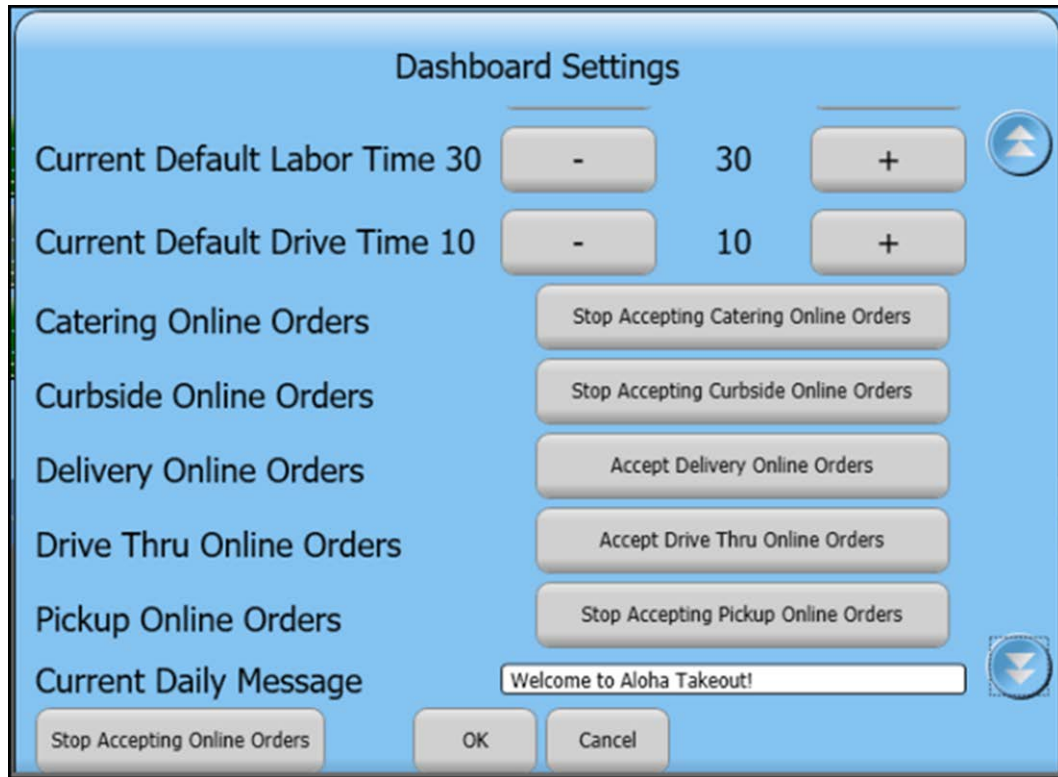 Dashboard Settings
Current Default Labor Time 30 - 30 +
Current Default Drive Time 10 - 10 +
Catering Online Orders Stop Accepting Catering Online Orders
Curbside Online Orders Stop Accepting Curbside Online Orders
Delivery Online Orders Accept Delivery Online Orders
Drive Thru Online Orders Accept Drive Thru Online Orders
Pickup Online Orders Stop Accepting Pickup Online Orders
Current Daily Message Welcome to Aloha Takeout!
Stop Accepting Online Orders OK Cancel